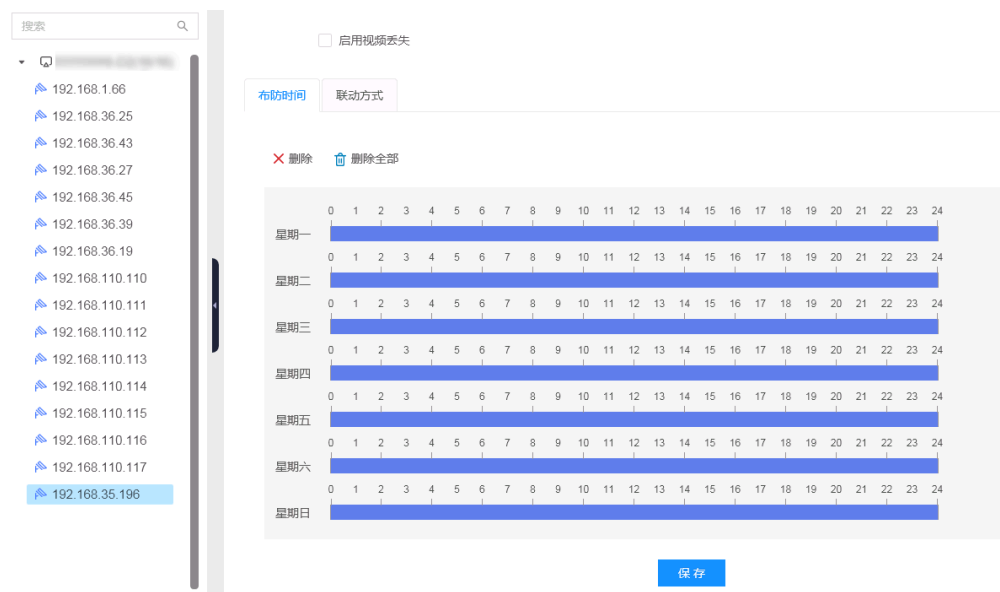 搜索
192.168.1.66
192.168.36.25
192.168.36.43
192.168.36.27
192.168.36.45
192.168.36.39
192.168.36.19
192.168.110.110
192.168.110.111
192.168.110.112
192.168.110.113
192.168.110.114
192.168.110.115
192.168.110.116
192.168.110.117
192.168.35.196
启用视频丢失
布防时间 联动方式
删除 删除全部
0 1 2 3 4 5 6 7 8 9 10 11 12 13 14 15 16 17 18 19 20 21 22 23 24
星期一
0 1 2 3 4 5 6 7 8 9 10 11 12 13 14 15 16 17 18 19 20 21 22 23 24
星期二
0 1 2 3 4 5 6 7 8 9 10 11 12 13 14 15 16 17 18 19 20 21 22 23 24
星期三
0 1 2 3 4 5 6 7 8 9 10 11 12 13 14 15 16 17 18 19 20 21 22 23 24
星期四
0 1 2 3 4 5 6 7 8 9 10 11 12 13 14 15 16 17 18 19 20 21 22 23 24
星期五
0 1 2 3 4 5 6 7 8 9 10 11 12 13 14 15 16 17 18 19 20 21 22 23 24
星期六
0 1 2 3 4 5 6 7 8 9 10 11 12 13 14 15 16 17 18 19 20 21 22 23 24
星期日
保存